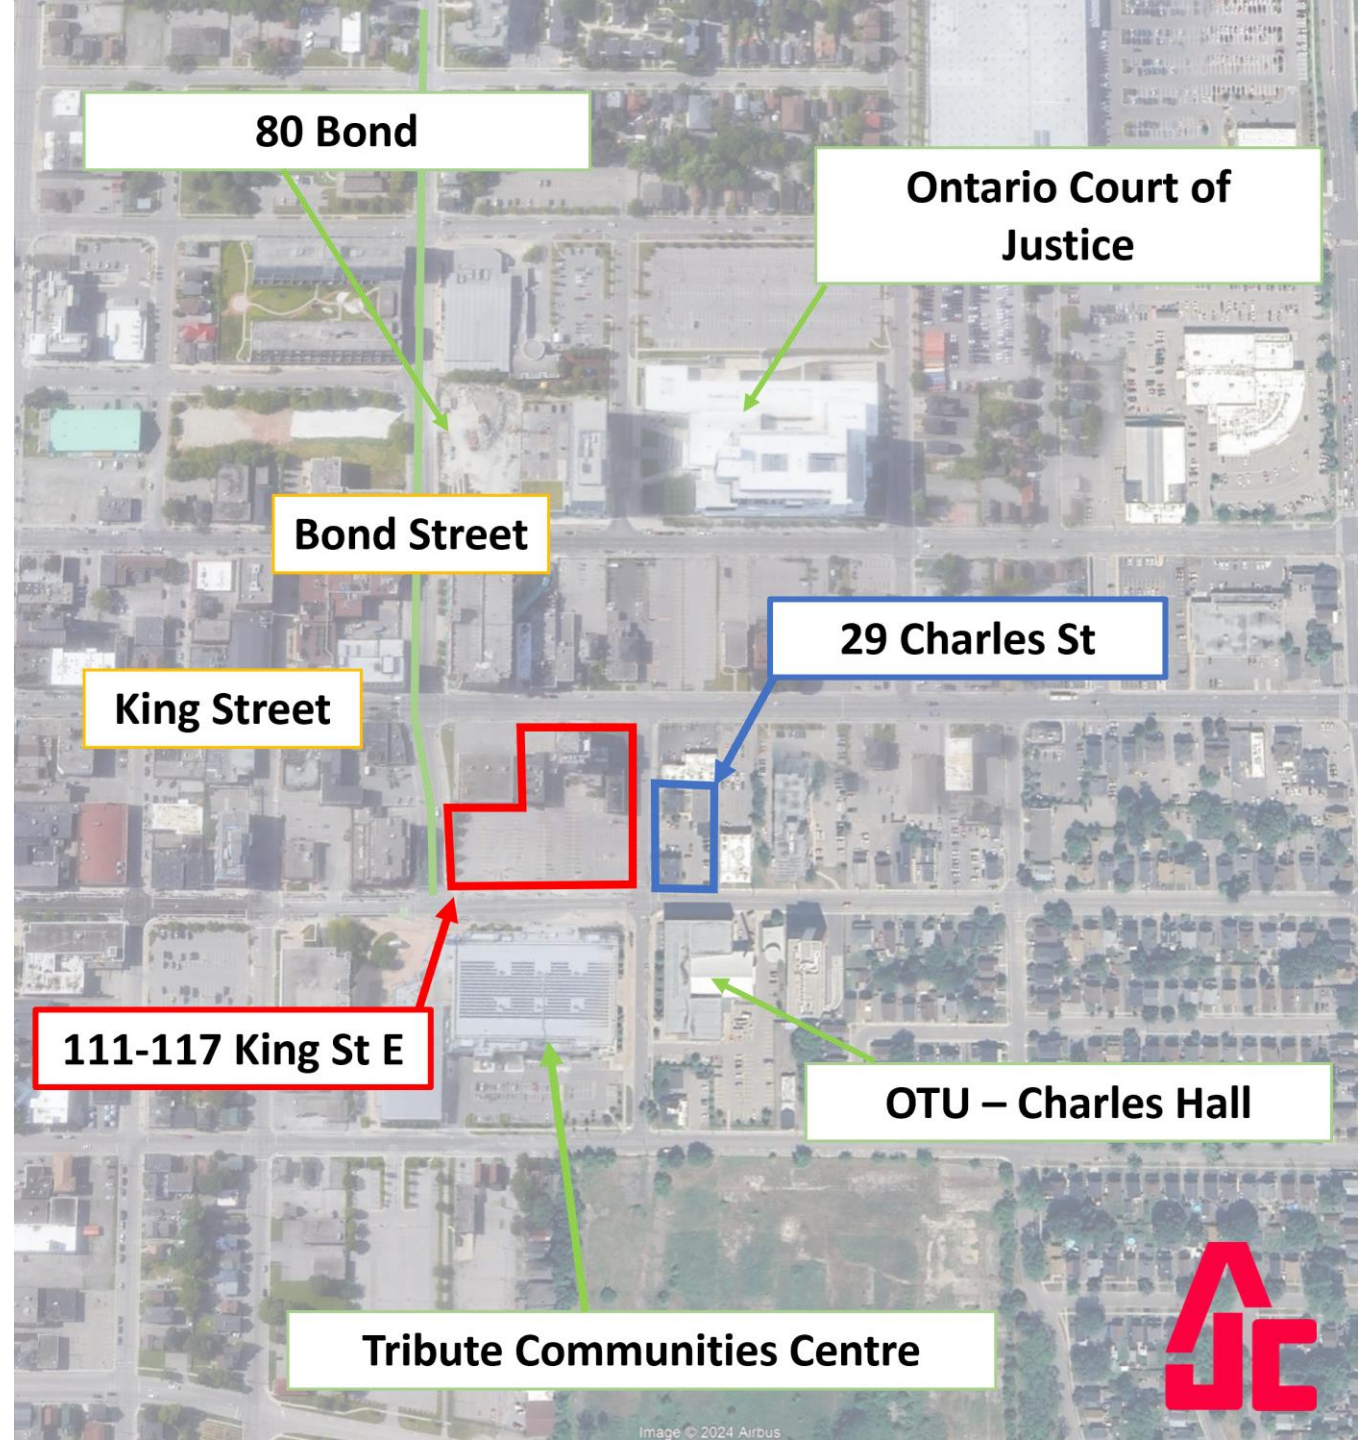 80 Bond
Ontario Court of
Justice
Bond Street
29 Charles St
King Street
111-117 King St E
OTU – Charles Hall
Tribute Communities Centre
AJC
Image © 2024 Airbus